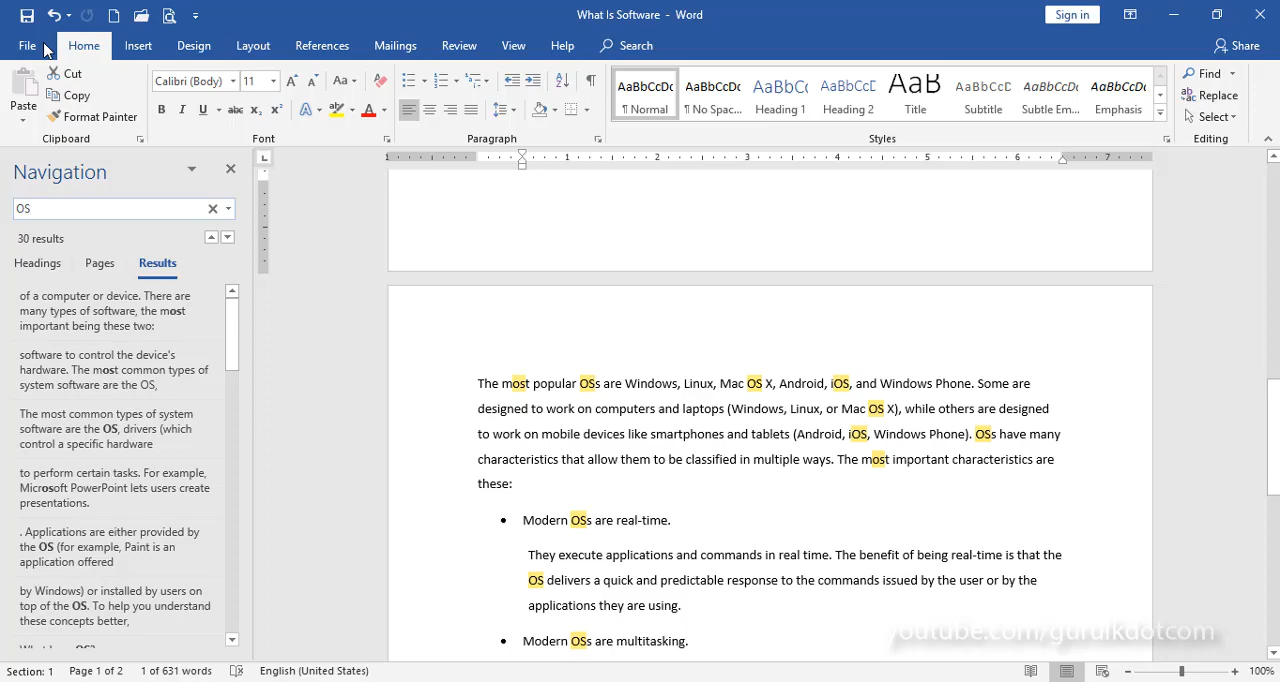 What Is Software - Word
Sign in
File Home Insert Design Layout References Mailings Review View Help Search Share
Paste
Cut
Copy
Format Painter
Clipboard
Calibri (Body) 11
Font
Paragraph
AaBbCcDc AaBbCcDc AaBbCc AaBbCcD AaB AaBbCcD AaBbCcDc AaBbCcDc
¶ Normal ¶ No Spac... Heading 1 Heading 2 Title Subtitle Subtle Em... Emphasis
Styles
Find
Replace
Select
Editing
Navigation
OS
30 results
Headings Pages Results
of a computer or device. There are
many types of software, the most
important being these two:
software to control the device's
hardware. The most common types of
system software are the OS,
The most common types of system
software are the OS, drivers (which
control a specific hardware
to perform certain tasks. For example,
Microsoft PowerPoint lets users create
presentations.
. Applications are either provided by
the OS (for example, Paint is an
application offered
by Windows) or installed by users on
top of the OS. To help you understand
these concepts better,
1 1 2 3 4 5 6 7
The most popular OSs are Windows, Linux, Mac OS X, Android, iOS, and Windows Phone. Some are
designed to work on computers and laptops (Windows, Linux, or Mac OS X), while others are designed
to work on mobile devices like smartphones and tablets (Android, iOS, Windows Phone). OSs have many
characteristics that allow them to be classified in multiple ways. The most important characteristics are
these:
• Modern OSs are real-time.
They execute applications and commands in real time. The benefit of being real-time is that the
OS delivers a quick and predictable response to the commands issued by the user or by the
applications they are using.
• Modern OSs are multitasking.
youtube.com/gurulkdotcom
Section: 1 Page 1 of 2 1 of 631 words English (United States) 100%